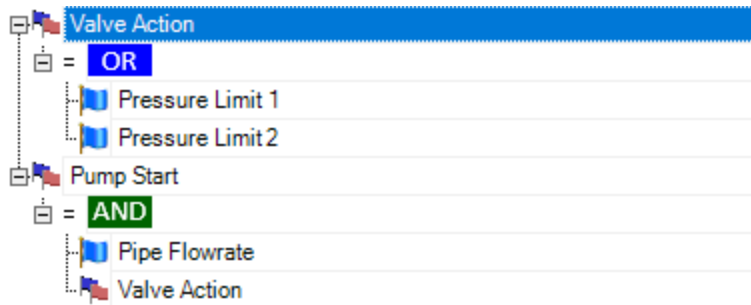 Valve Action
= OR
Pressure Limit 1
Pressure Limit 2
Pump Start
= AND
Pipe Flowrate
Valve Action